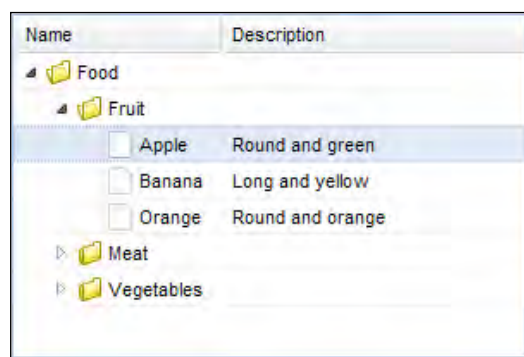 Name Description
Food
Fruit
Apple Round and green
Banana Long and yellow
Orange Round and orange
Meat
Vegetables